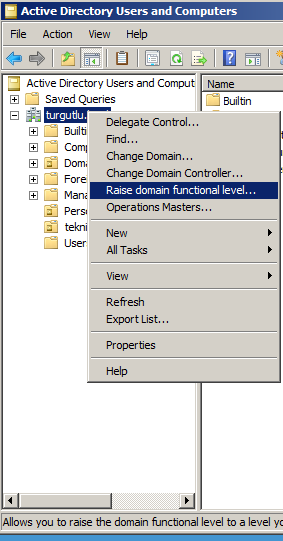 Active Directory Users and Computers
File Action View Help
Active Directory Users and Comput
Saved Queries
turgutlu.
Builti
Com
Doma
Fore
Mana
Perso
tekni
User
Name
Builtin
Delegate Control...
Find...
Change Domain...
Change Domain Controller...
Raise domain functional level...
Operations Masters...
New
All Tasks
View
Refresh
Export List...
Properties
Help
Allows you to raise the domain functional level to a level yo